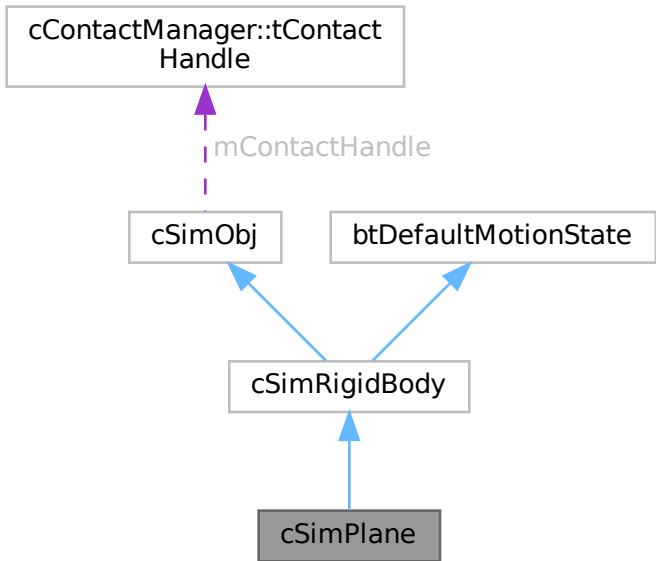 cContactManager::tContact
Handle
mContactHandle
cSimObj
btDefaultMotionState
cSimRigidBody
cSimPlane